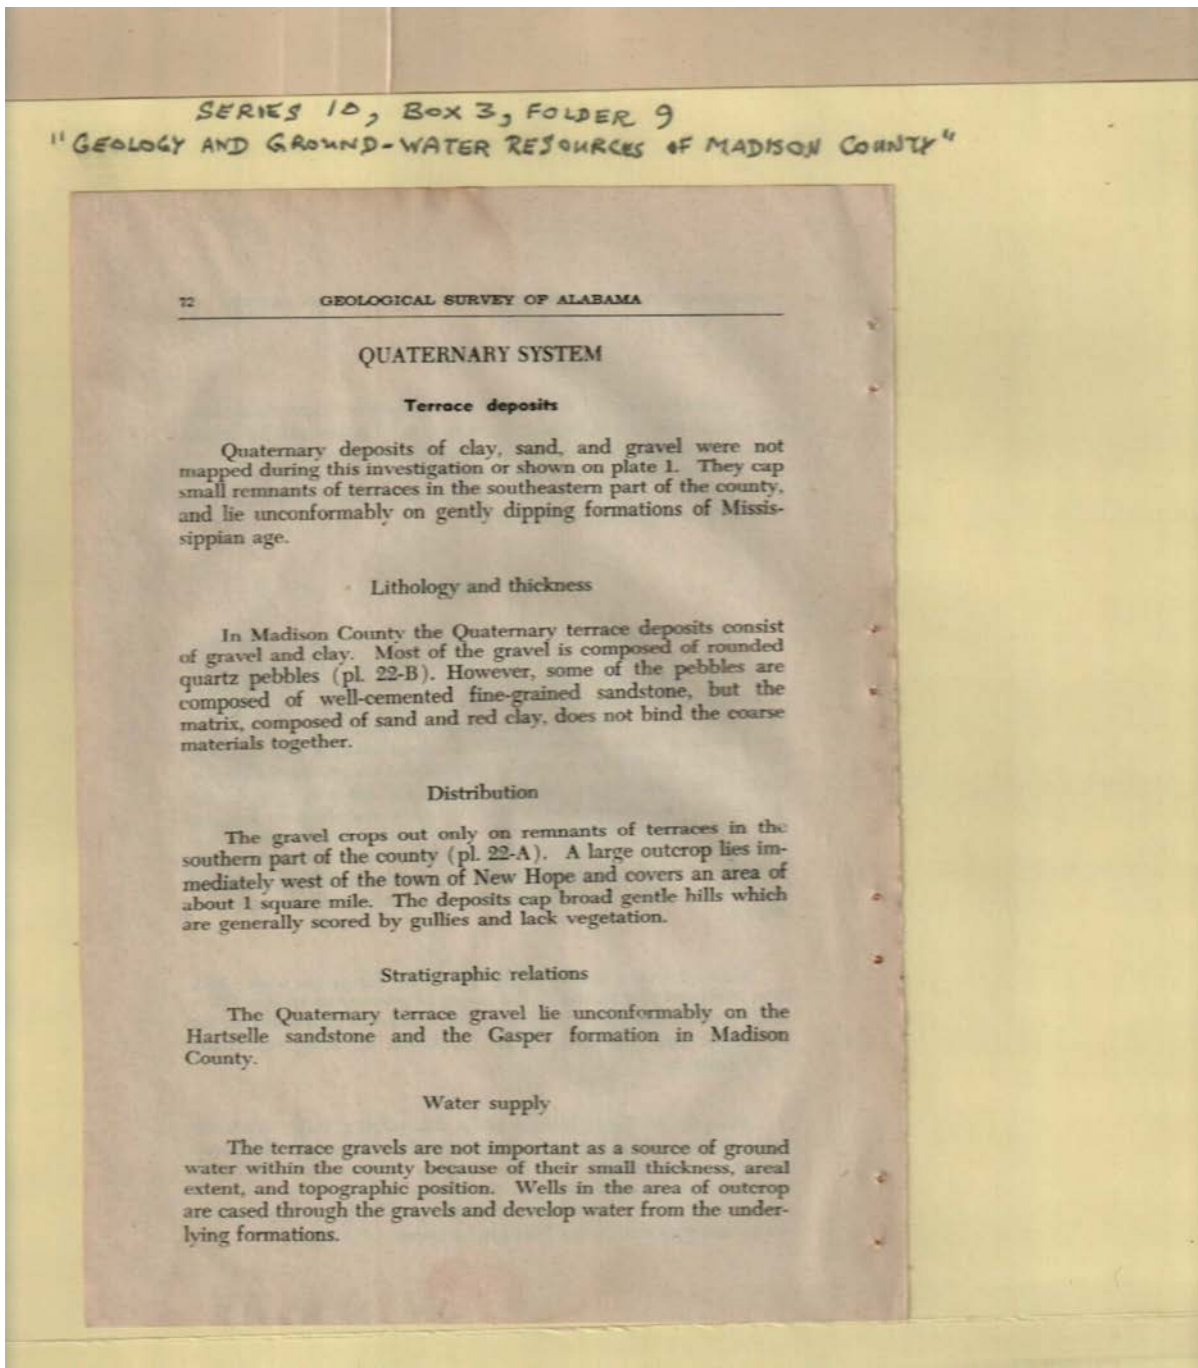 SERIES 10, BOX 3, FOLDER 9
"GEOLOGY AND GROUND-WATER RESOURCES OF MADISON COUNTY"
72 GEOLOGICAL SURVEY OF ALABAMA
QUATERNARY SYSTEM
Terrace deposits
Quaternary deposits of clay, sand, and gravel were not
mapped during this investigation or shown on plate 1. They cap
small remnants of terraces in the southeastern part of the county,
and lie unconformably on gently dipping formations of Missis-
sippian age.
Lithology and thickness
In Madison County the Quaternary terrace deposits consist
of gravel and clay. Most of the gravel is composed of rounded
quartz pebbles (pl. 22-B). However, some of the pebbles are
composed of well-cemented fine-grained sandstone, but the
matrix, composed of sand and red clay, does not bind the coarse
materials together.
Distribution
The gravel crops out only on remnants of terraces in the
southern part of the county (pl. 22-A). A large outcrop lies im-
mediately west of the town of New Hope and covers an area of
about 1 square mile. The deposits cap broad gentle hills which
are generally scored by gullies and lack vegetation.
Stratigraphic relations
The Quaternary terrace gravel lie unconformably on the
Hartselle sandstone and the Gasper formation in Madison
County.
Water supply
The terrace gravels are not important as a source of ground
water within the county because of their small thickness, areal
extent, and topographic position. Wells in the area of outcrop
are cased through the gravels and develop water from the under-
lying formations.